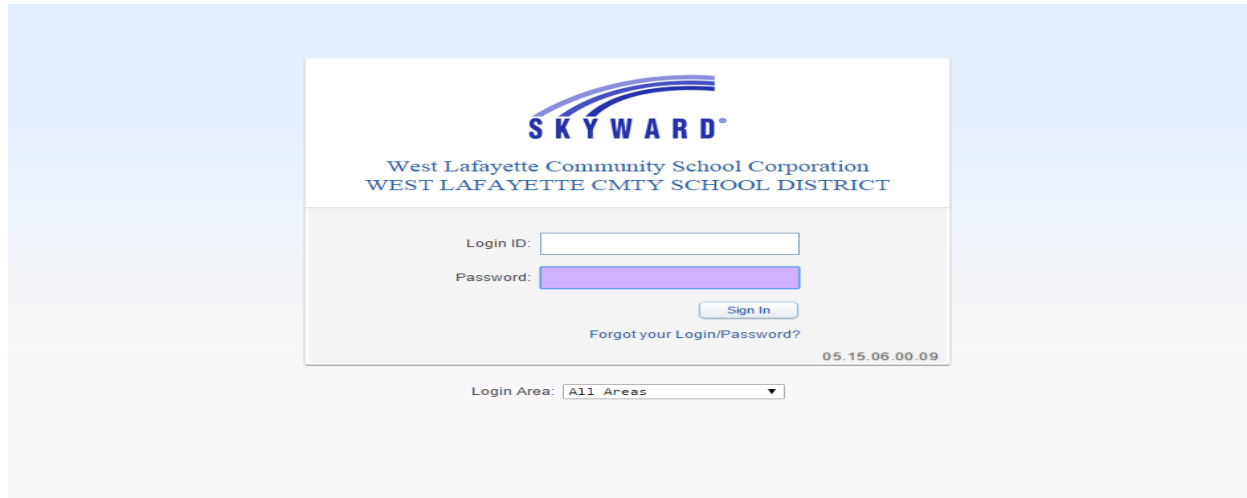 SKYWARD®
West Lafayette Community School Corporation
WEST LAFAYETTE CMTY SCHOOL DISTRICT
Login ID:
Password:
Sign In
Forgot your Login/Password?
05.15.06.00.09
Login Area: All Areas